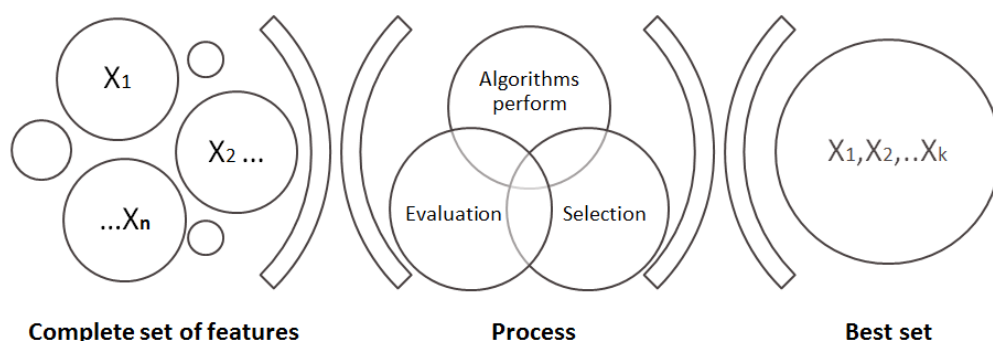 X1
X2 ...
...Xn
Algorithms
perform
Evaluation
Selection
X1,X2,..Xk
Complete set of features
Process
Best set